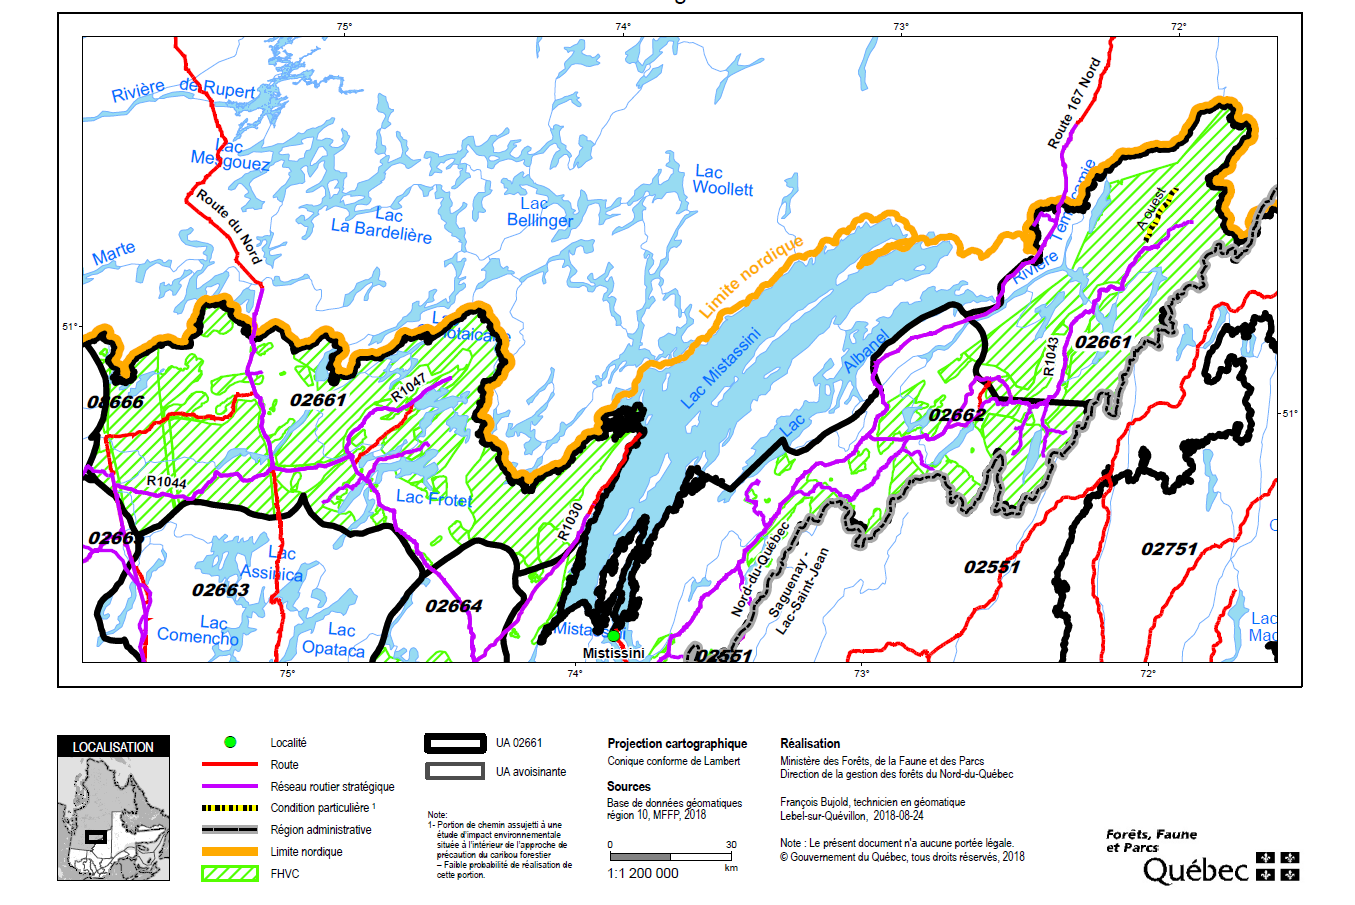 75°
74°
73°
72°
Rivière de Rupert
Lac
Mesgouez
Route du Nord
Marte
Lac
La Bardelière
Lac
Bellinger
Lac
Woollett
Route 167 Nord
Rivière
A ouest
Limite nordique
51°
R1047
02661
R1044
Lac Frotet
R1030
Lac Mistassini
Lac
Albanel
R1043
02661
02662
51°
02663
Lac
Assinica
Lac
Comencho
Lac
Opataca
02664
Mistissini
Nord-du-Québec
Saguenay -
Lac-Saint-Jean
02551
02551
02751
Lac
75°
74°
73°
72°
LOCALISATION
Localité
Route
Réseau routier stratégique
Condition particulière ¹
Région administrative
Limite nordique
FHVC
UA 02661
UA avoisinante
Note:
1- Portion de chemin assujetti à une
étude d'impact environnementale
située à l'intérieur de l'approche de
précaution du caribou forestier
– Faible probabilité de réalisation de
cette portion.
Projection cartographique
Conique conforme de Lambert
Sources
Base de données géomatiques
région 10, MFFP, 2018
0 30
km
1:1 200 000
Réalisation
Ministère des Forêts, de la Faune et des Parcs
Direction de la gestion des forêts du Nord-du-Québec
François Bujold, technicien en géomatique
Lebel-sur-Quévillon, 2018-08-24
Note : Le présent document n'a aucune portée légale.
© Gouvernement du Québec, tous droits réservés, 2018
Forêts, Faune
et Parcs
Québec